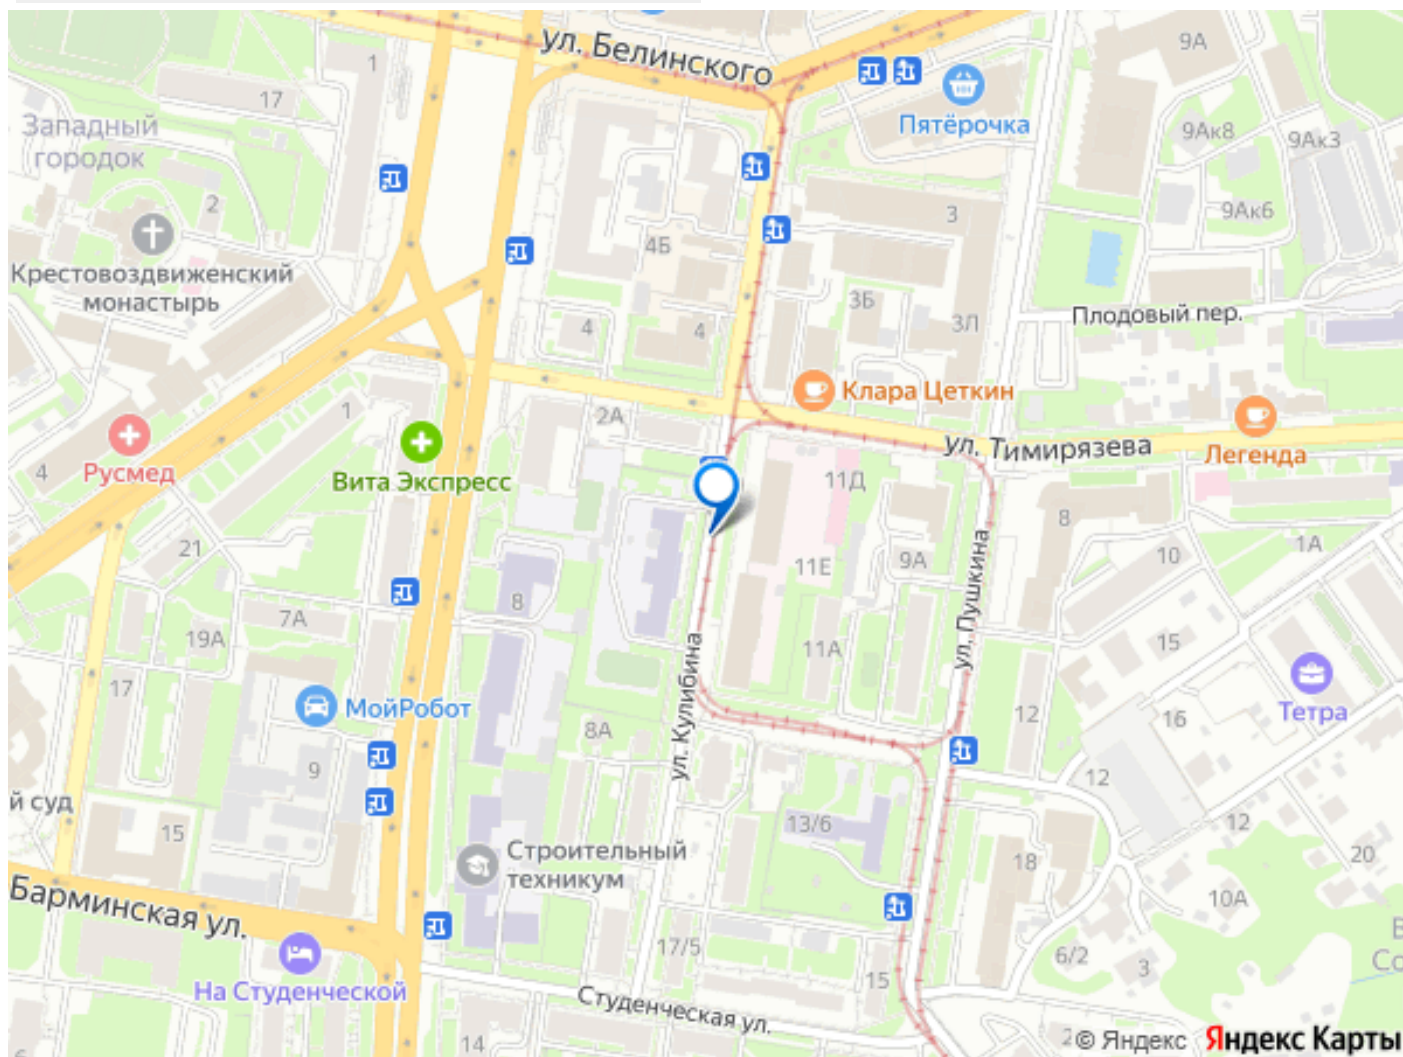 ул. Белинского
1
17
9А
Западный
городок
Пятёрочка
9Ак8
9Ак3
2
3
9Ак6
4Б
Крестовоздвиженский
монастырь
3Б
4
4
3Л
Плодовый пер.
Клара Цеткин
1
2А
ул. Тимирязева
Легенда
4
Русмед
Вита Экспресс
11Д
8
21
11Е
9А
10
1А
8
7А
19А
11А
ул. Пушкина
15
17
МойРобот
ул. Кулибина
12
16
Тетра
8А
9
12
й суд
15
13/6
12
Строительный
техникум
18
20
Барминская ул.
10А
17/5
6/2
3
15
На Студенческой
Студенческая ул.
14
2
© Яндекс Яндекс Карты